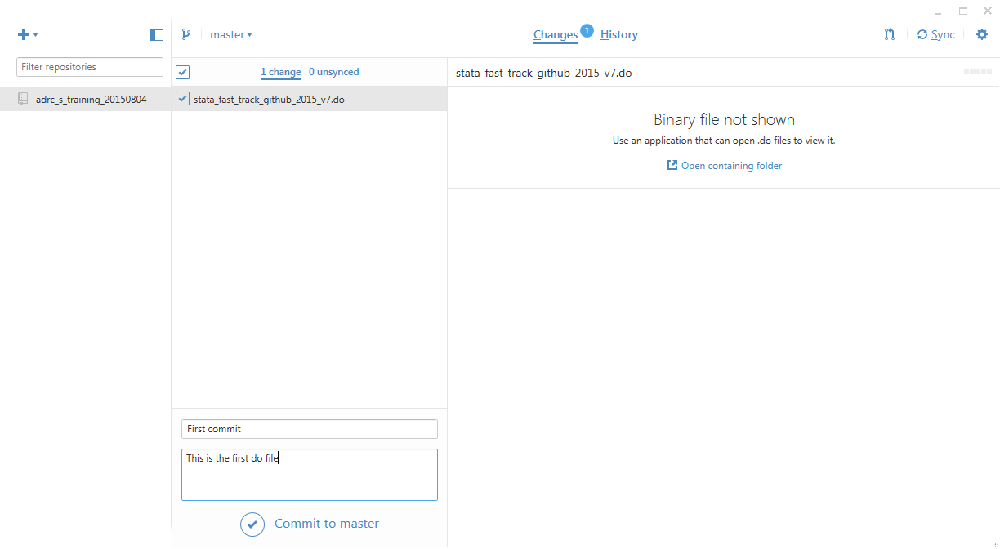 master
Changes 1 History
Sync
Filter repositories
1 change 0 unsynced
stata_fast_track_github_2015_v7.do
adrc_s_training_20150804
stata_fast_track_github_2015_v7.do
Binary file not shown
Use an application that can open .do files to view it.
Open containing folder
First commit
This is the first do file
Commit to master